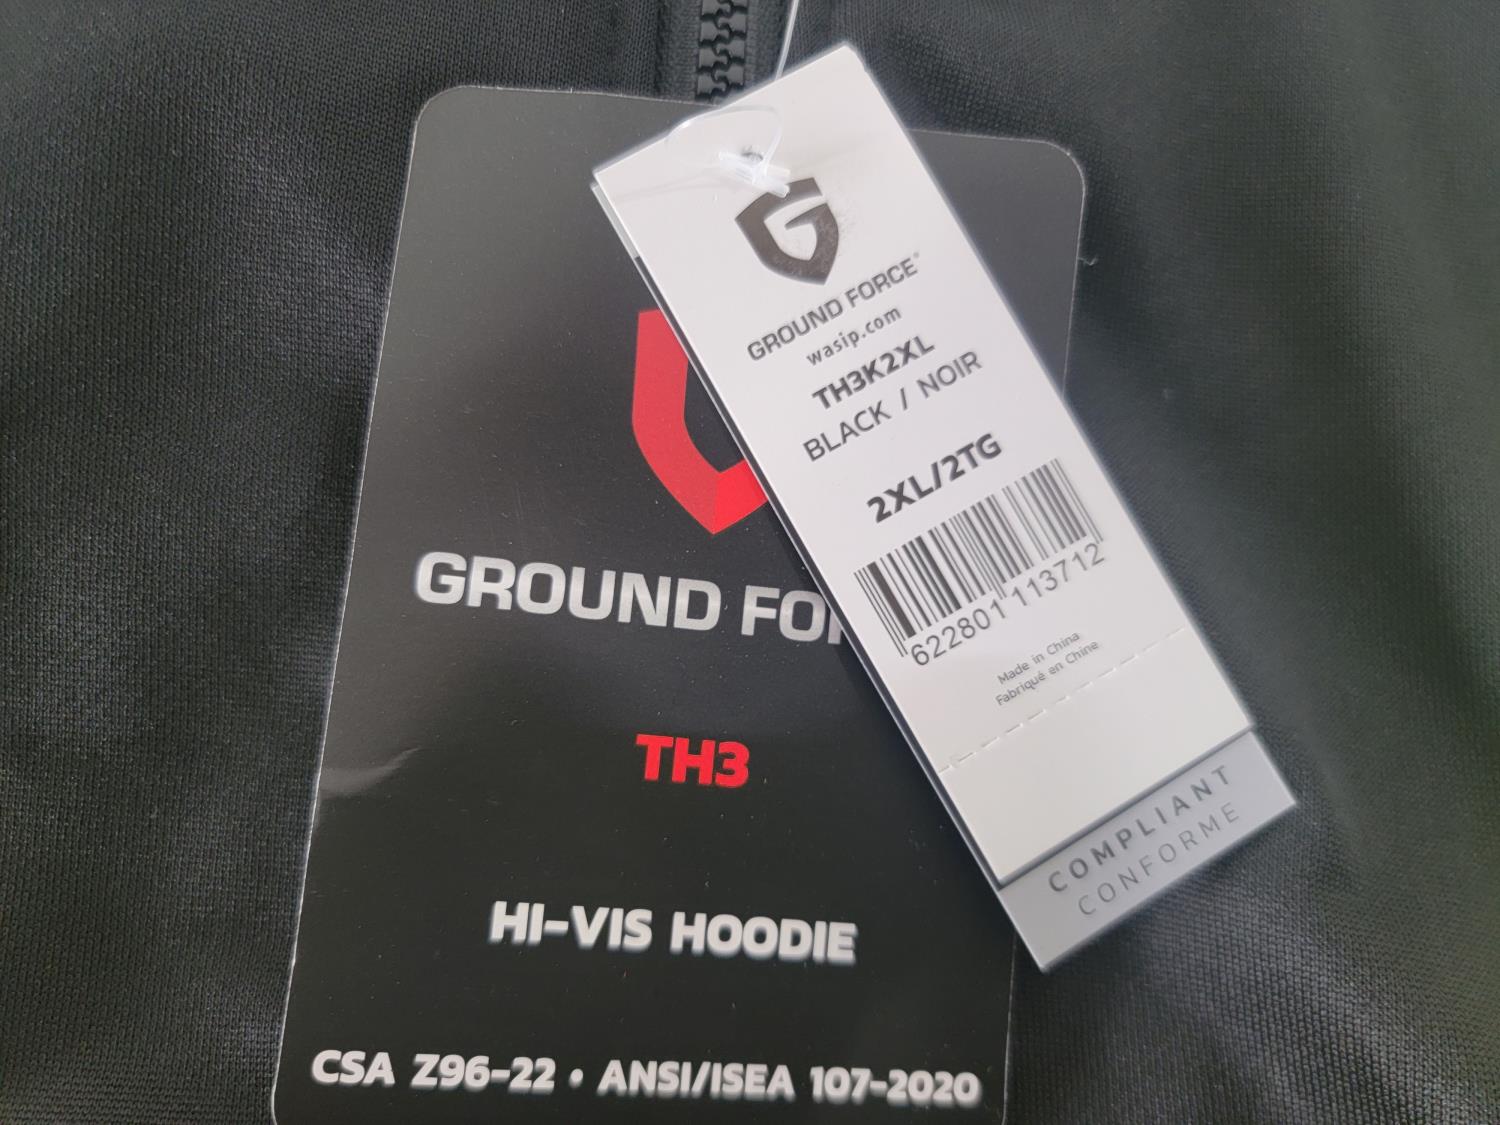 GROUND FORCE®
wasip.com
TH3K2XL
BLACK / NOIR
2XL/2TG
622801 113712
Made in China
Fabriqué en Chine
COMPLIANT
CONFORME
GROUND FOR
TH3
HI-VIS HOODIE
CSA Z96-22 • ANSI/ISEA 107-2020